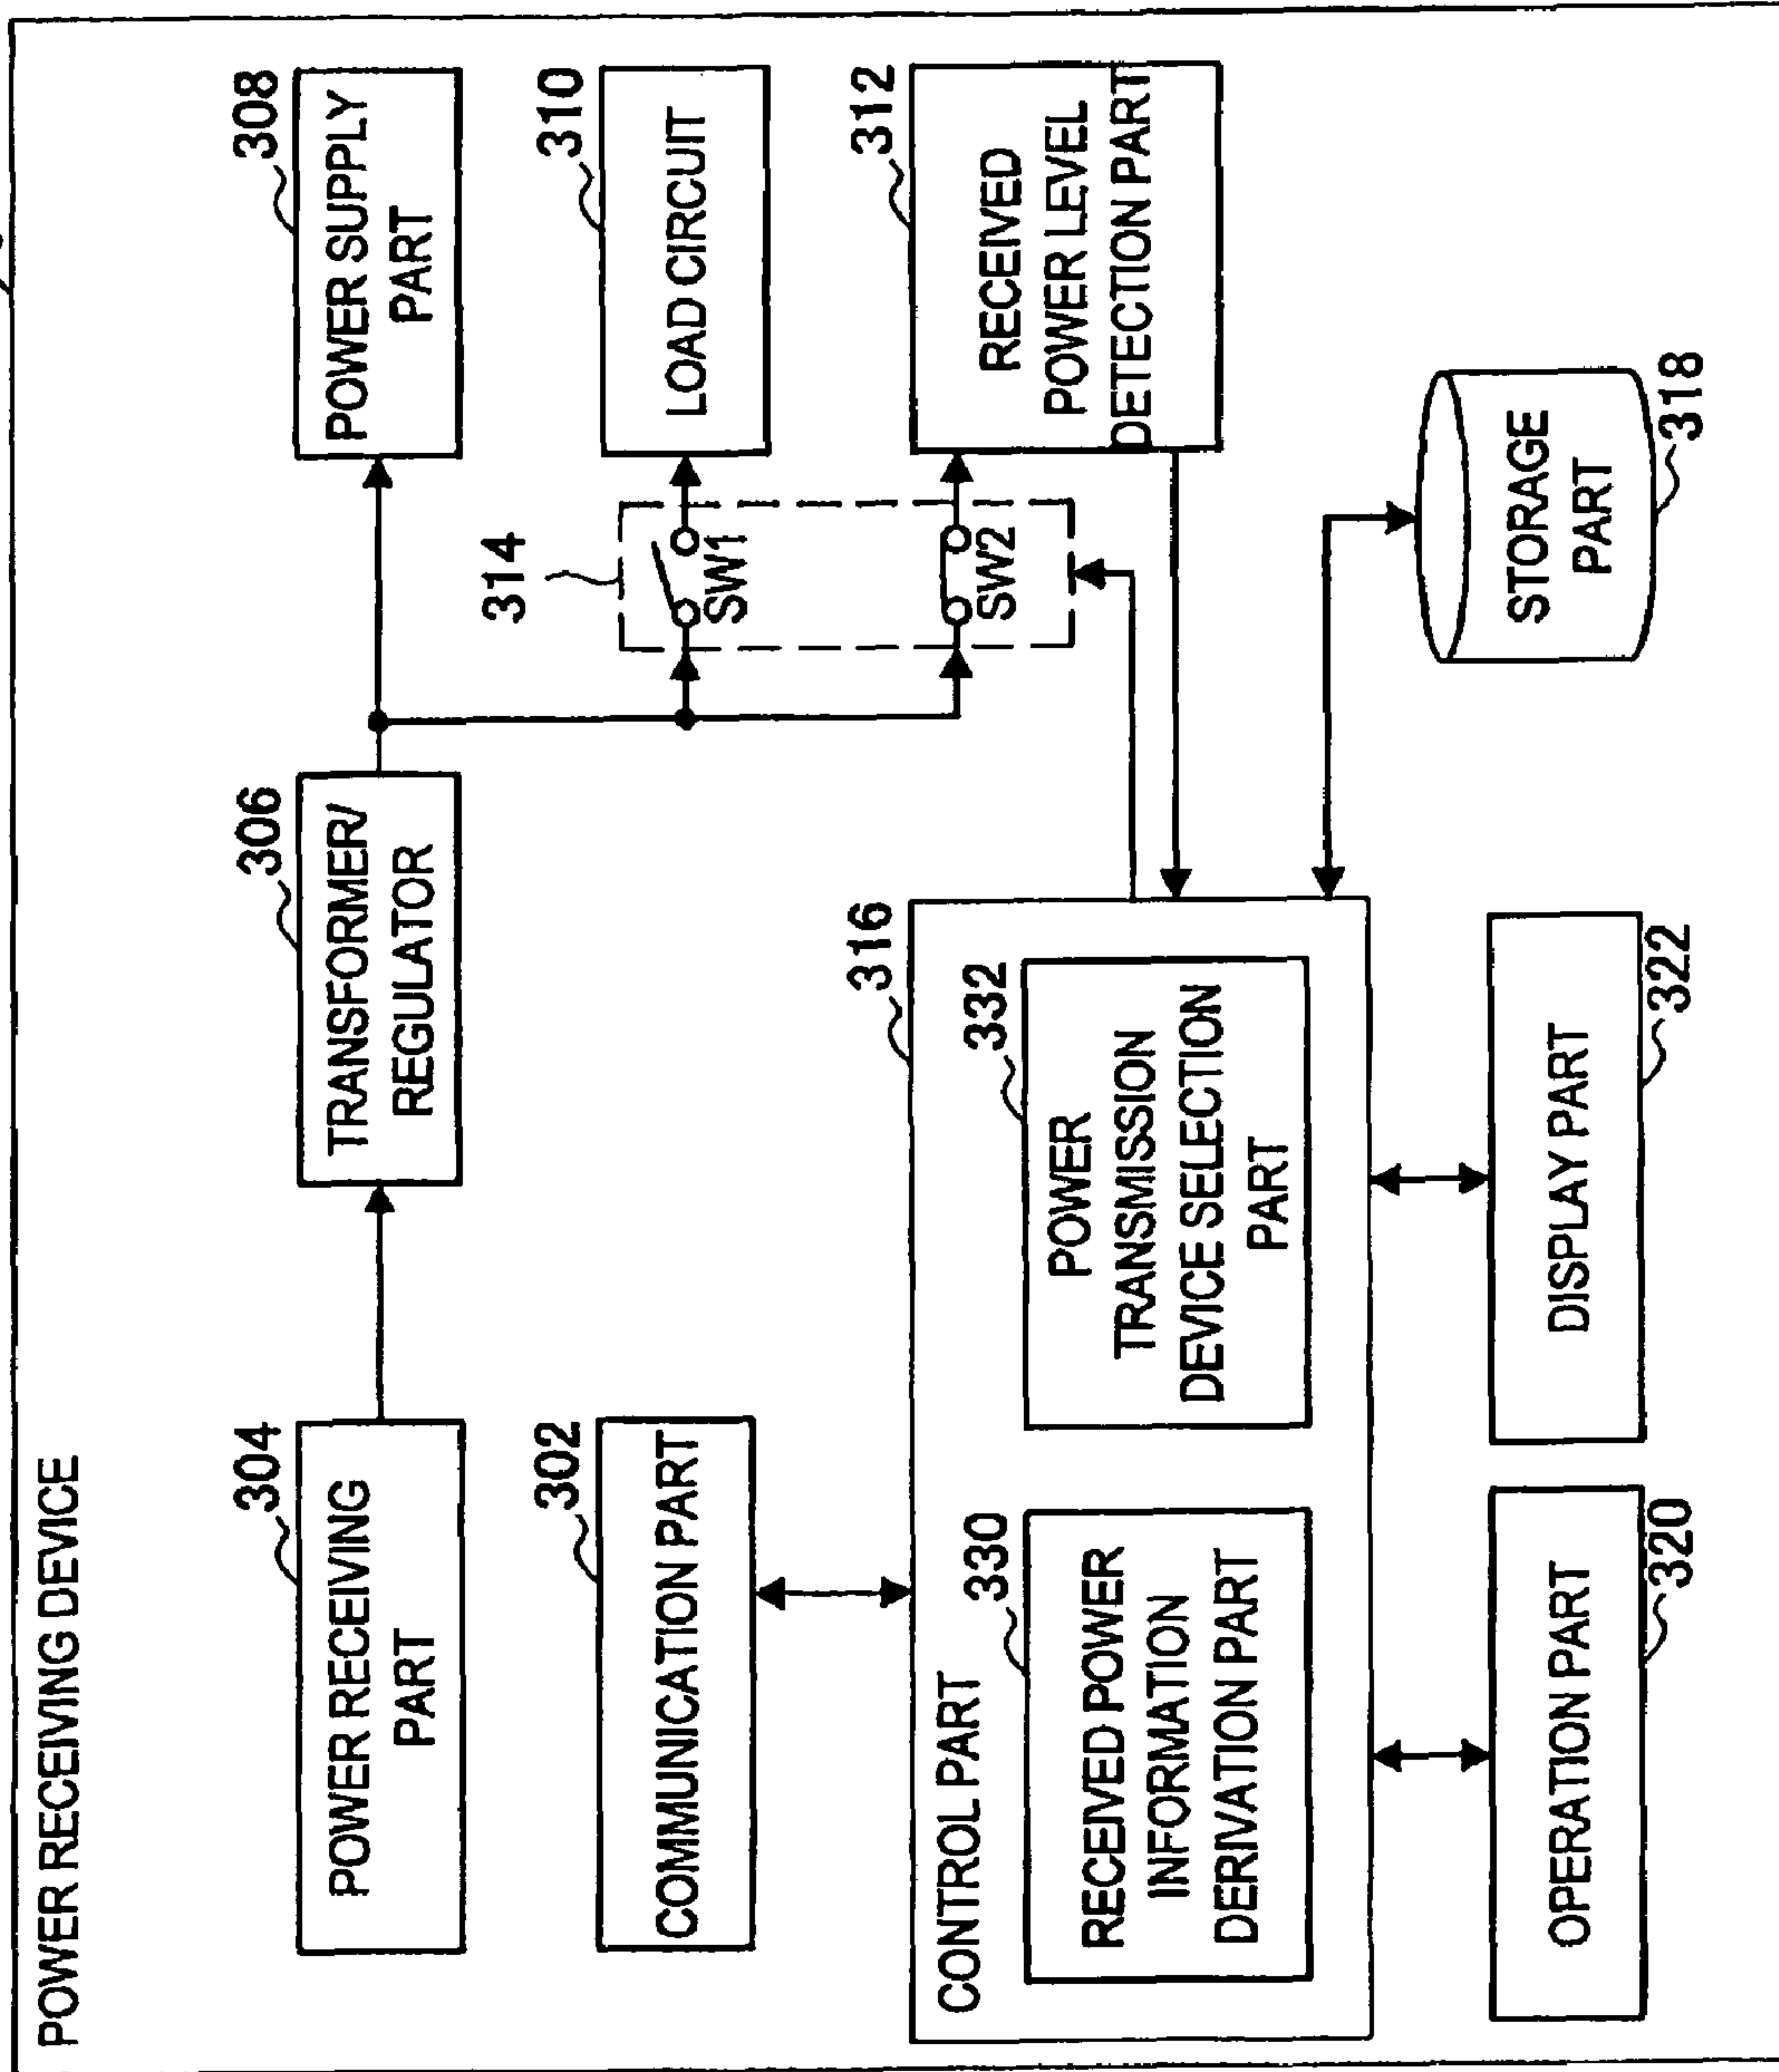 POWER RECEIVING DEVICE
304
POWER RECEIVING
PART
306
TRANSFORMER/
REGULATOR
308
POWER SUPPLY
PART
302
COMMUNICATION PART
314
SW1
SW2
310
LOAD CIRCUIT
312
RECEIVED
POWER LEVEL
DETECTION PART
316
CONTROL PART
330
RECEIVED POWER
INFORMATION
DERIVATION PART
332
POWER
TRANSMISSION
DEVICE SELECTION
PART
STORAGE
PART
318
OPERATION PART
320
DISPLAY PART
322